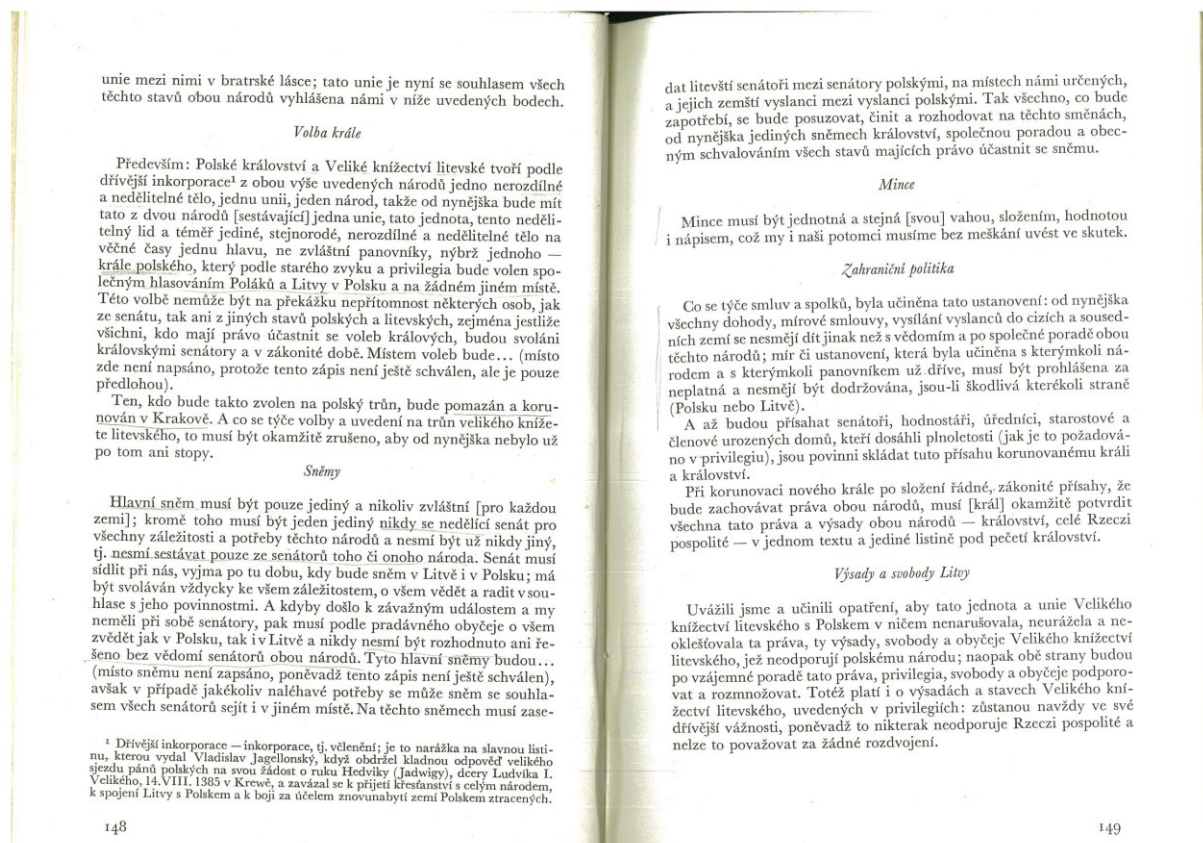 unie mezi nimi v bratrské lásce; tato unie je nyní se souhlasem všech
těchto stavů obou národů vyhlášena námi v níže uvedených bodech.
Volba krále
Především: Polské království a Veliké knížectví litevské tvoří podle
dřívější inkorporace¹ z obou výše uvedených národů jedno nerozdílné
a nedělitelné tělo, jednu unii, jeden národ, takže od nynějška bude mít
tato z dvou národů [sestávající] jedna unie, tato jednota, tento neděli-
telný lid a téměř jediné, stejnorodé, nerozdílné a nedělitelné tělo na
věčné časy jednu hlavu, ne zvláštní panovníky, nýbrž jednoho —
krále polského, který podle starého zvyku a privilegia bude volen spo-
lečným hlasováním Poláků a Litvy v Polsku a na žádném jiném místě.
Této volbě nemůže být na překážku nepřítomnost některých osob, jak
ze senátu, tak ani z jiných stavů polských a litevských, zejména jestliže
všichni, kdo mají právo účastnit se voleb králových, budou svoláni
královskými senátory a v zákonité době. Místem voleb bude... (místo
zde není napsáno, protože tento zápis není ještě schválen, ale je pouze
předlohou).
Ten, kdo bude takto zvolen na polský trůn, bude pomazán a koru-
nován v Krakově. A co se týče volby a uvedení na trůn velikého kníže-
te litevského, to musí být okamžitě zrušeno, aby od nynějška nebylo už
po tom ani stopy.
Sněmy
Hlavní sněm musí být pouze jediný a nikoliv zvláštní [pro každou
zemi]; kromě toho musí být jeden jediný nikdy se nedělící senát pro
všechny záležitosti a potřeby těchto národů a nesmí být už nikdy jiný,
tj. nesmí sestávat pouze ze senátorů toho či onoho národa. Senát musí
sídlit při nás, vyjma po tu dobu, kdy bude sněm v Litvě i v Polsku; má
být svoláván vždycky ke všem záležitostem, o všem vědět a radit v sou-
hlase s jeho povinnostmi. A kdyby došlo k závažným událostem a my
neměli při sobě senátory, pak musí podle pradávného obyčeje o všem
zvědět jak v Polsku, tak i v Litvě a nikdy nesmí být rozhodnuto ani ře-
šeno bez vědomí senátorů obou národů. Tyto hlavní sněmy budou...
(místo sněmu není zapsáno, poněvadž tento zápis není ještě schválen),
avšak v případě jakékoliv naléhavé potřeby se může sněm se souhla-
sem všech senátorů sejít i v jiném místě. Na těchto sněmech musí zase-
¹ Dřívější inkorporace — inkorporace, tj. včlenění; je to narážka na slavnou listi-
nu, kterou vydal Vladislav Jagellonský, když obdržel kladnou odpověď velikého
sjezdu pánů polských na svou žádost o ruku Hedviky (Jadwigy), dcery Ludvíka I.
Velikého, 14.VIII. 1385 v Krewě, a zavázal se k přijetí křesťanství s celým národem,
k spojení Litvy s Polskem a k boji za účelem znovunabytí zemí Polskem ztracených.
148
dat litevští senátoři mezi senátory polskými, na místech námi určených,
a jejich zemští vyslanci mezi vyslanci polskými. Tak všechno, co bude
zapotřebí, se bude posuzovat, činit a rozhodovat na těchto směnách,
od nynějška jediných sněmech království, společnou poradou a obec-
ným schvalováním všech stavů majících právo účastnit se sněmu.
Mince
Mince musí být jednotná a stejná [svou] vahou, složením, hodnotou
i nápisem, což my i naši potomci musíme bez meškání uvést ve skutek.
Zahraniční politika
Co se týče smluv a spolků, byla učiněna tato ustanovení: od nynějška
všechny dohody, mírové smlouvy, vysílání vyslanců do cizích a soused-
ních zemí se nesmějí dít jinak než s vědomím a po společné poradě obou
těchto národů; mír či ustanovení, která byla učiněna s kterýmkoli ná-
rodem a s kterýmkoli panovníkem už dříve, musí být prohlášena za
neplatná a nesmějí být dodržována, jsou-li škodlivá kterékoli straně
(Polsku nebo Litvě).
A až budou přísahat senátoři, hodnostáři, úředníci, starostové a
členové urozených domů, kteří dosáhli plnoletosti (jak je to požadová-
no v privilegiu), jsou povinni skládat tuto přísahu korunovanému králi
a království.
Při korunovaci nového krále po složení řádné, zákonité přísahy, že
bude zachovávat práva obou národů, musí [král] okamžitě potvrdit
všechna tato práva a výsady obou národů — království, celé Rzeczi
pospolité — v jednom textu a jediné listině pod pečetí království.
Výsady a svobody Litvy
Uvážili jsme a učinili opatření, aby tato jednota a unie Velikého
knížectví litevského s Polskem v ničem nenarušovala, neurážela a ne-
oklešťovala ta práva, ty výsady, svobody a obyčeje Velikého knížectví
litevského, jež neodporují polskému národu; naopak obě strany budou
po vzájemné poradě tato práva, privilegia, svobody a obyčeje podporo-
vat a rozmnožovat. Totéž platí i o výsadách a stavech Velikého kní-
žectví litevského, uvedených v privilegiích: zůstanou navždy ve své
dřívější vážnosti, poněvadž to nikterak neodporuje Rzeczi pospolité a
nelze to považovat za žádné rozdvojení.
149